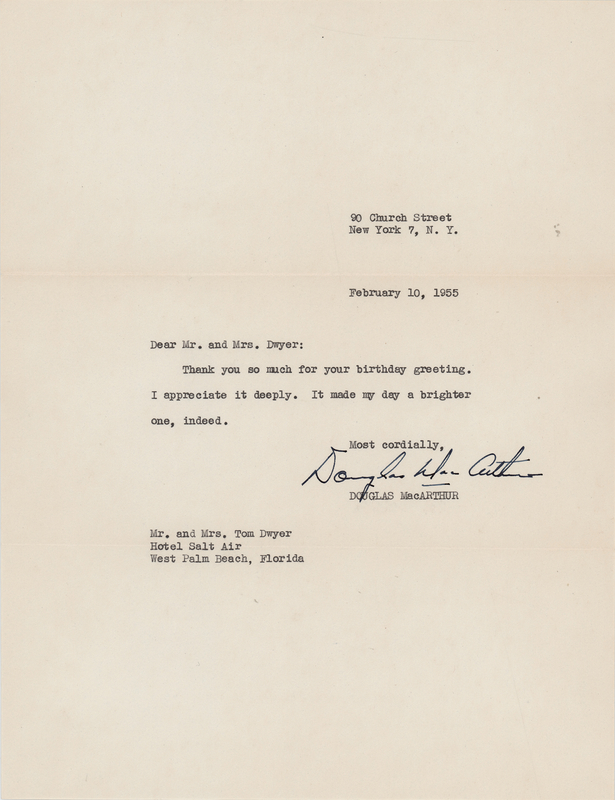 90 Church Street
New York 7, N. Y.
February 10, 1955
Dear Mr. and Mrs. Dwyer:
Thank you so much for your birthday greeting.
I appreciate it deeply. It made my day a brighter
one, indeed.
Most cordially,
Douglas MacArthur
DOUGLAS MacARTHUR
Mr. and Mrs. Tom Dwyer
Hotel Salt Air
West Palm Beach, Florida